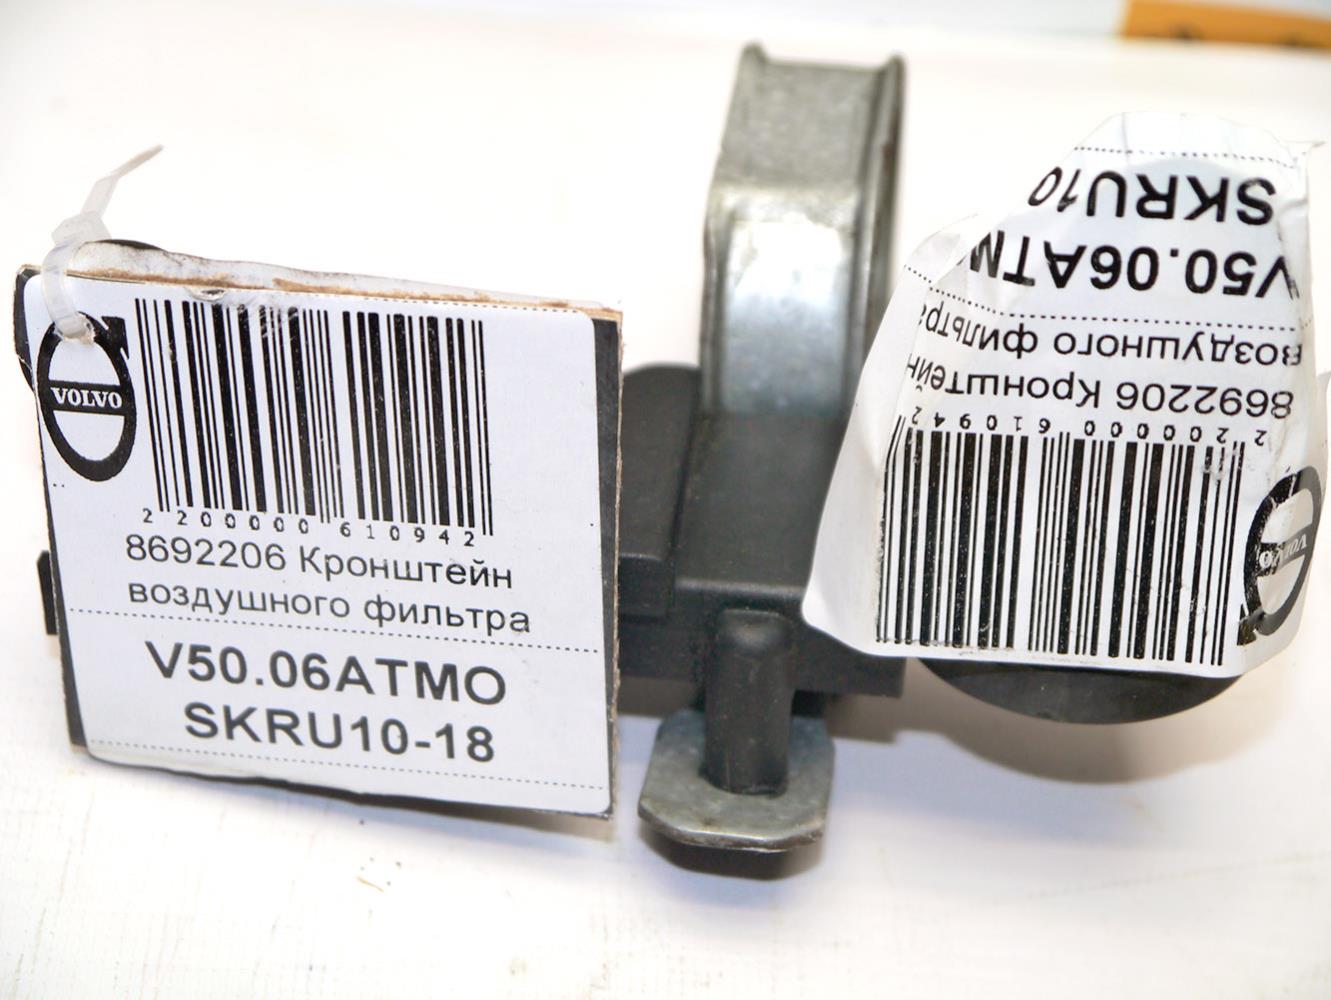 VOLVO
2 200000 610942
8692206 Кронштейн
воздушного фильтра
V50.06ATMO
SKRU10-18
VOLVO
2 200000 610942
8692206 Кронштейн
воздушного фильтра
V50.06ATM
SKRU10